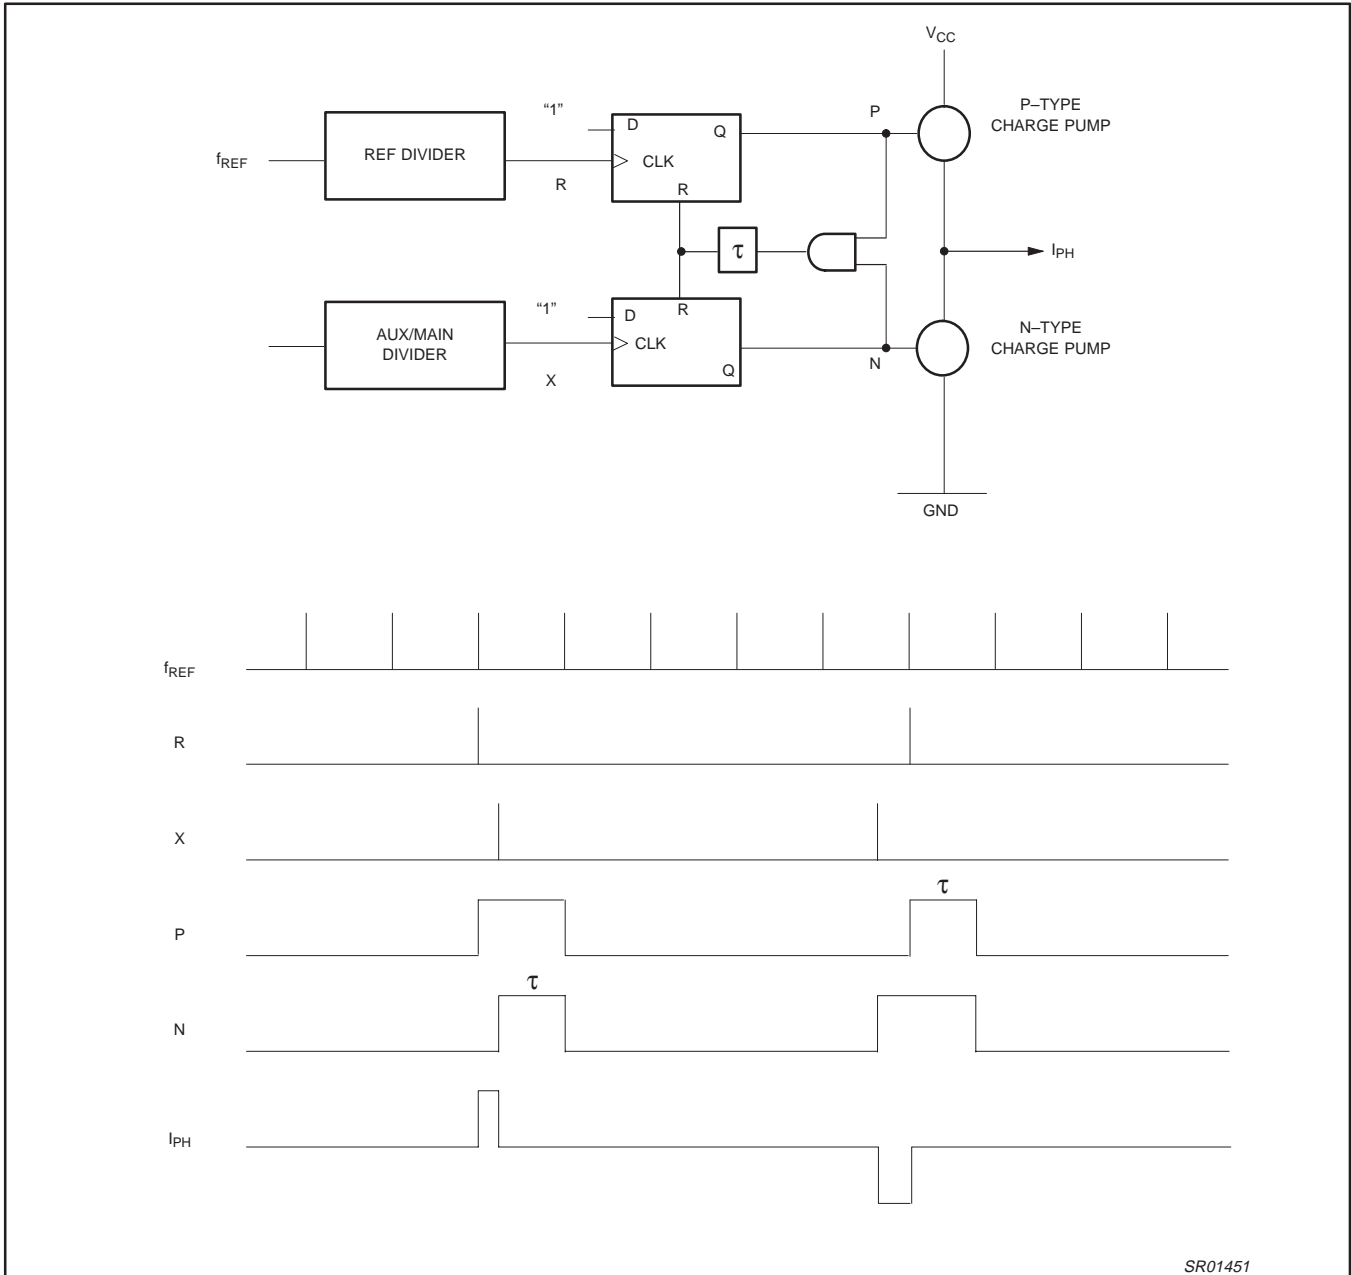 VCC
"1"
P
P–TYPE
CHARGE PUMP
D
Q
fREF
REF DIVIDER
CLK
R
R
τ
IPH
"1"
R
D
N–TYPE
CHARGE PUMP
AUX/MAIN
DIVIDER
CLK
X
Q
N
GND
fREF
R
X
τ
P
τ
N
IPH
SR01451